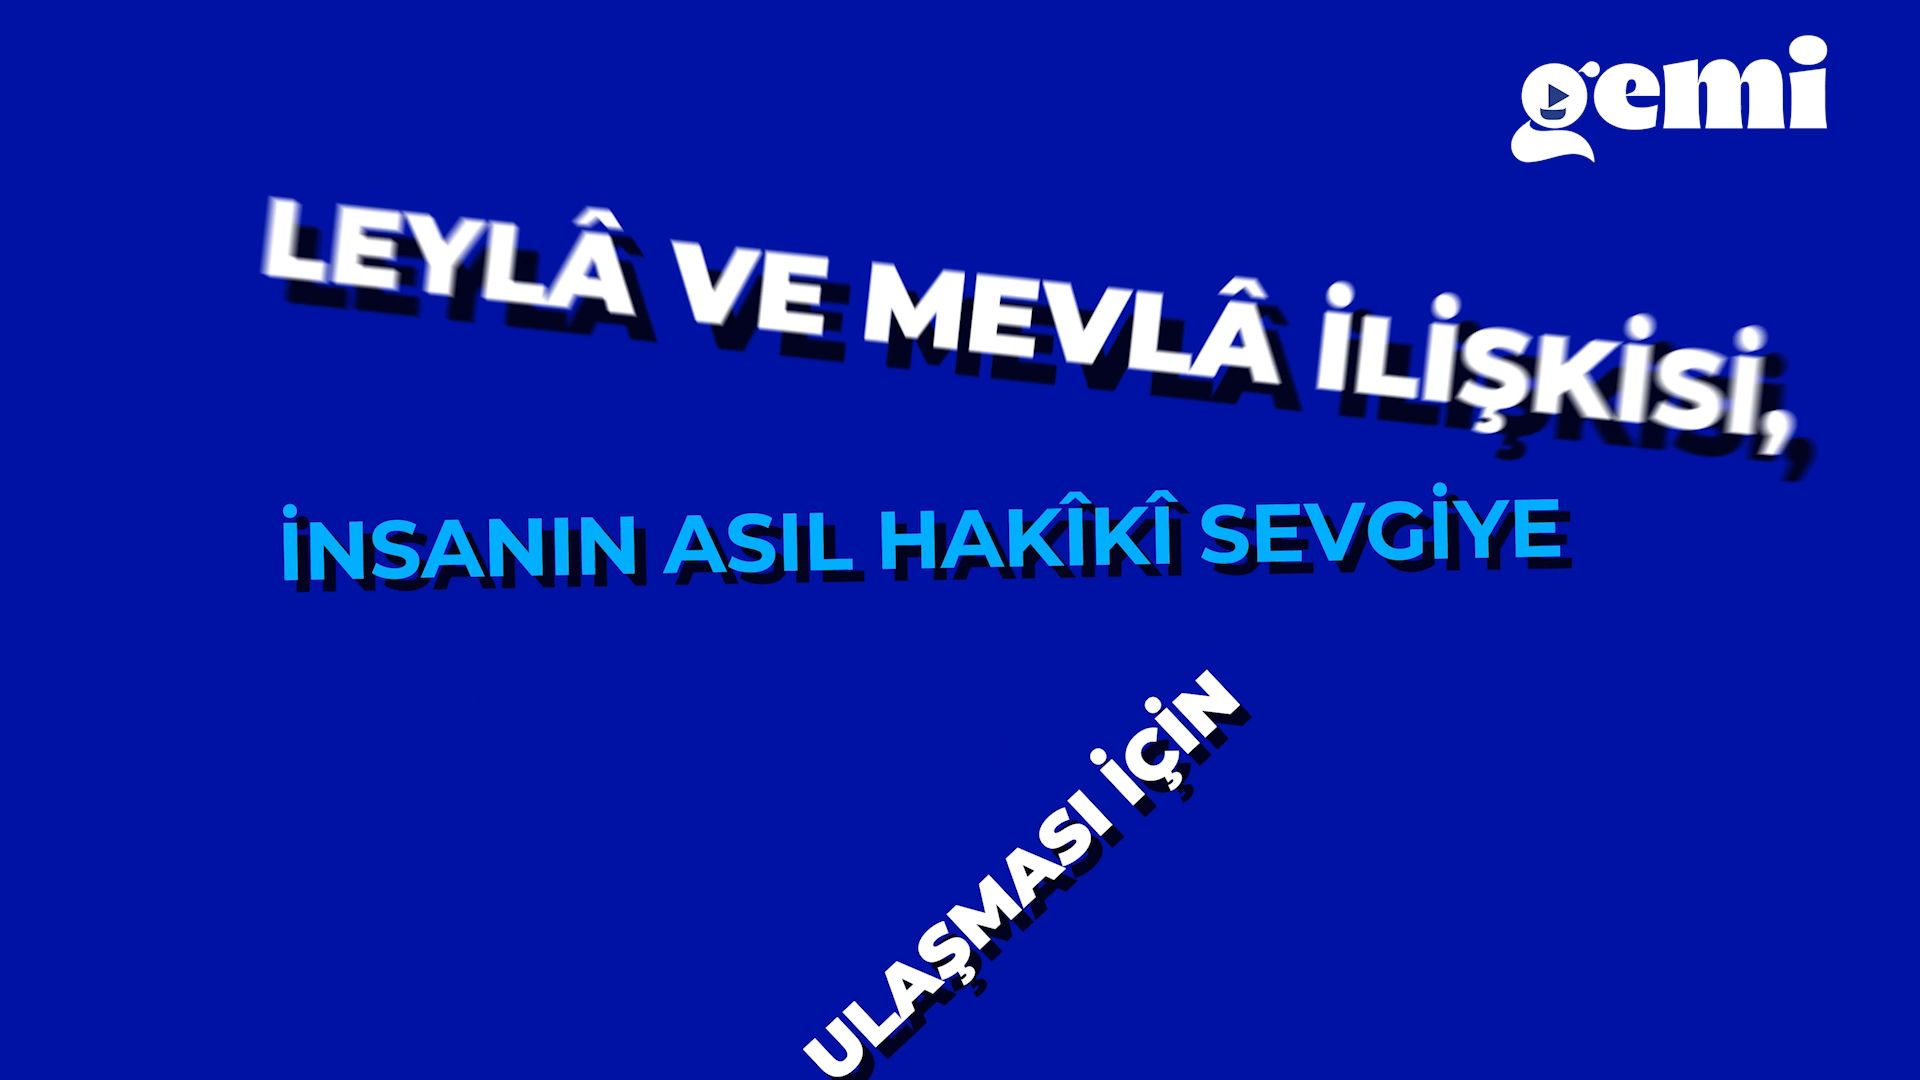 gemi
LEYLÂ VE MEVLÂ İLİŞKİSİ,
İNSANIN ASIL HAKÎKÎ SEVGİYE
ULAŞMASI İÇİN